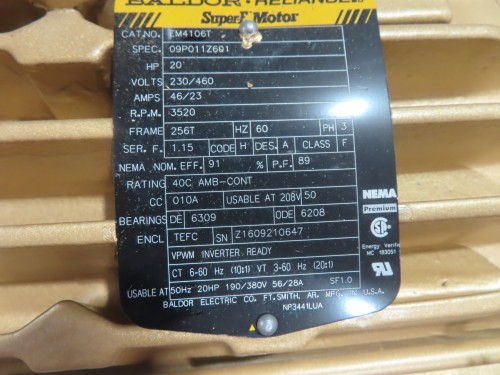 BALDOR · RELIANCE
Super-E Motor
CAT.NO. EM4106T
SPEC. 09P011Z601
HP 20
VOLTS 230/460
AMPS 46/23
R.P.M. 3520
FRAME 256T HZ 60 PH 3
SER. F. 1.15 CODE H DES. A CLASS F
NEMA NOM. EFF. 91 % P.F. 89
RATING 40C AMB-CONT
CC 010A USABLE AT 208V 50
BEARINGS DE 6309 ODE 6208
ENCL TEFC SN Z1609210647
VPWM INVERTER READY
CT 6-60 HZ (10:1) VT 3-60 HZ (20:1)
USABLE AT 50HZ 20HP 190/380V 56/28A SF1.0
BALDOR ELECTRIC CO. FT.SMITH, AR. MFG. U.S.A.
NP3441LUA
NEMA
Premium
Energy Verified